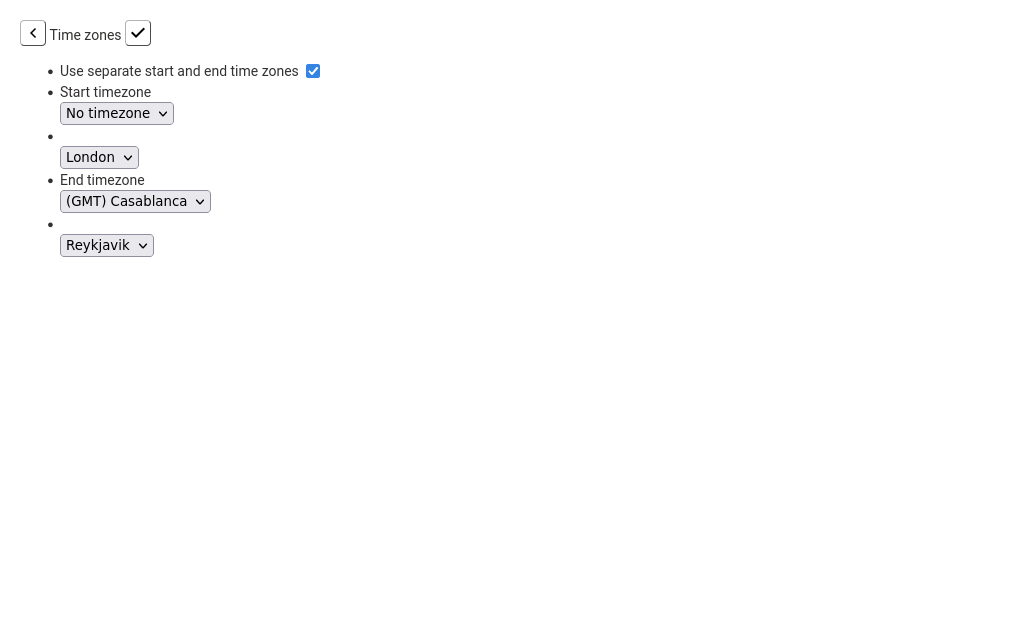 Time zones
Use separate start and end time zones
Start timezone
No timezone
London
End timezone
(GMT) Casablanca
Reykjavik